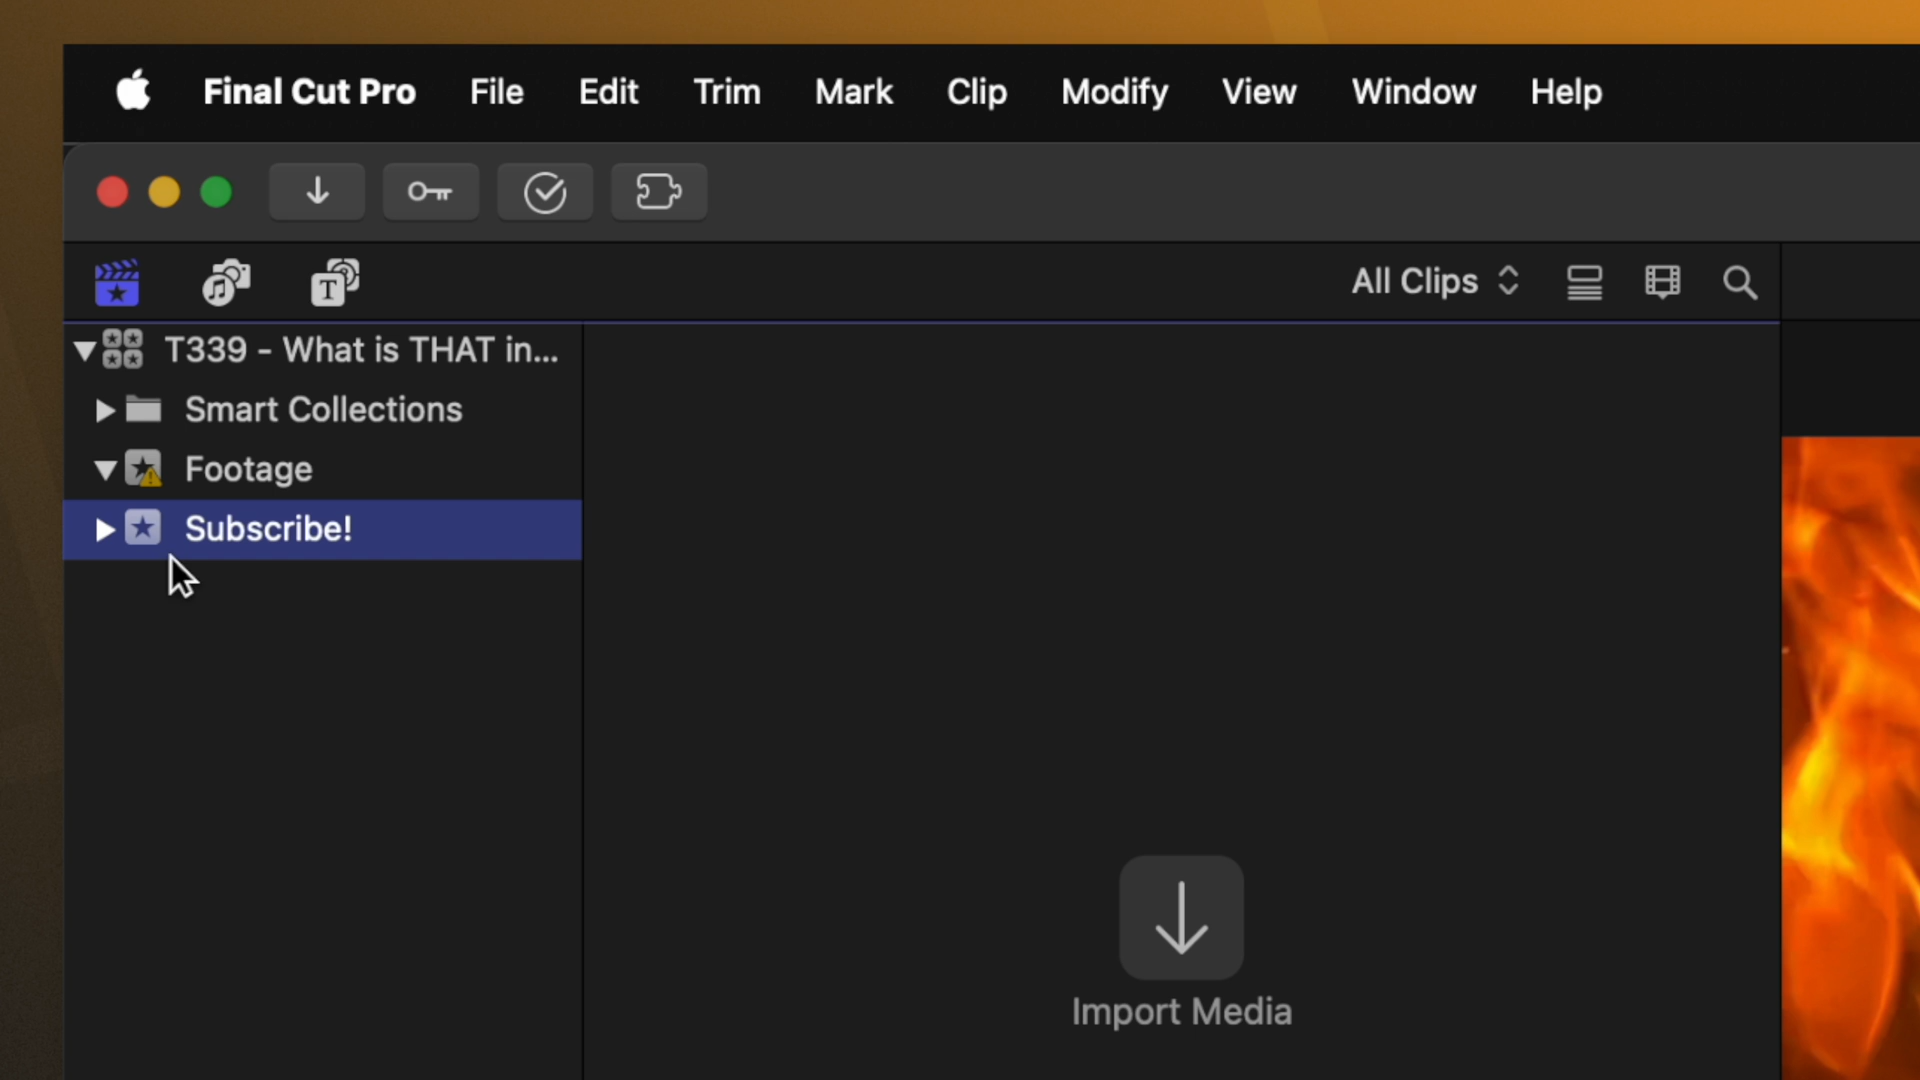 Final Cut Pro File Edit Trim Mark Clip Modify View Window Help
All Clips
T339 - What is THAT in...
Smart Collections
Footage
Subscribe!
Import Media